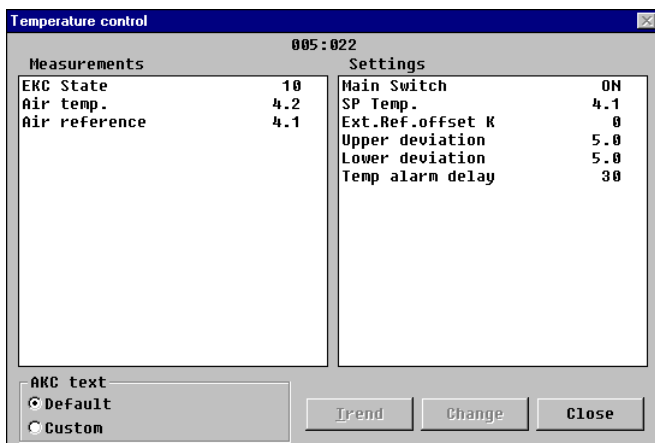 Temperature control
005:022
Measurements Settings
EKC State 10 Main Switch ON
Air temp. 4.2 SP Temp. 4.1
Air reference 4.1 Ext.Ref.offset K 0
Upper deviation 5.0
Lower deviation 5.0
Temp alarm delay 30
AKC text
Default
Custom
Trend Change Close